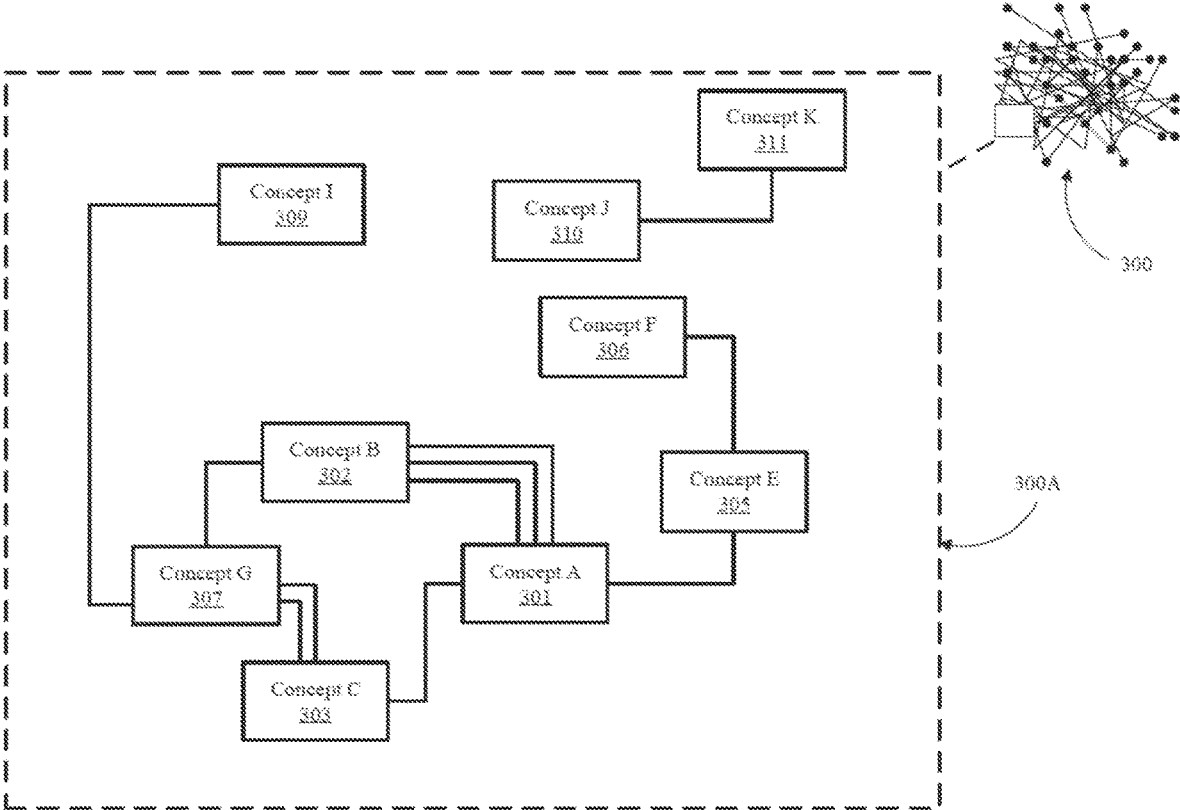 Concept K
311
Concept I
309
Concept J
310
300
Concept F
306
Concept B
302
Concept E
305
300A
Concept G
307
Concept A
301
Concept C
303